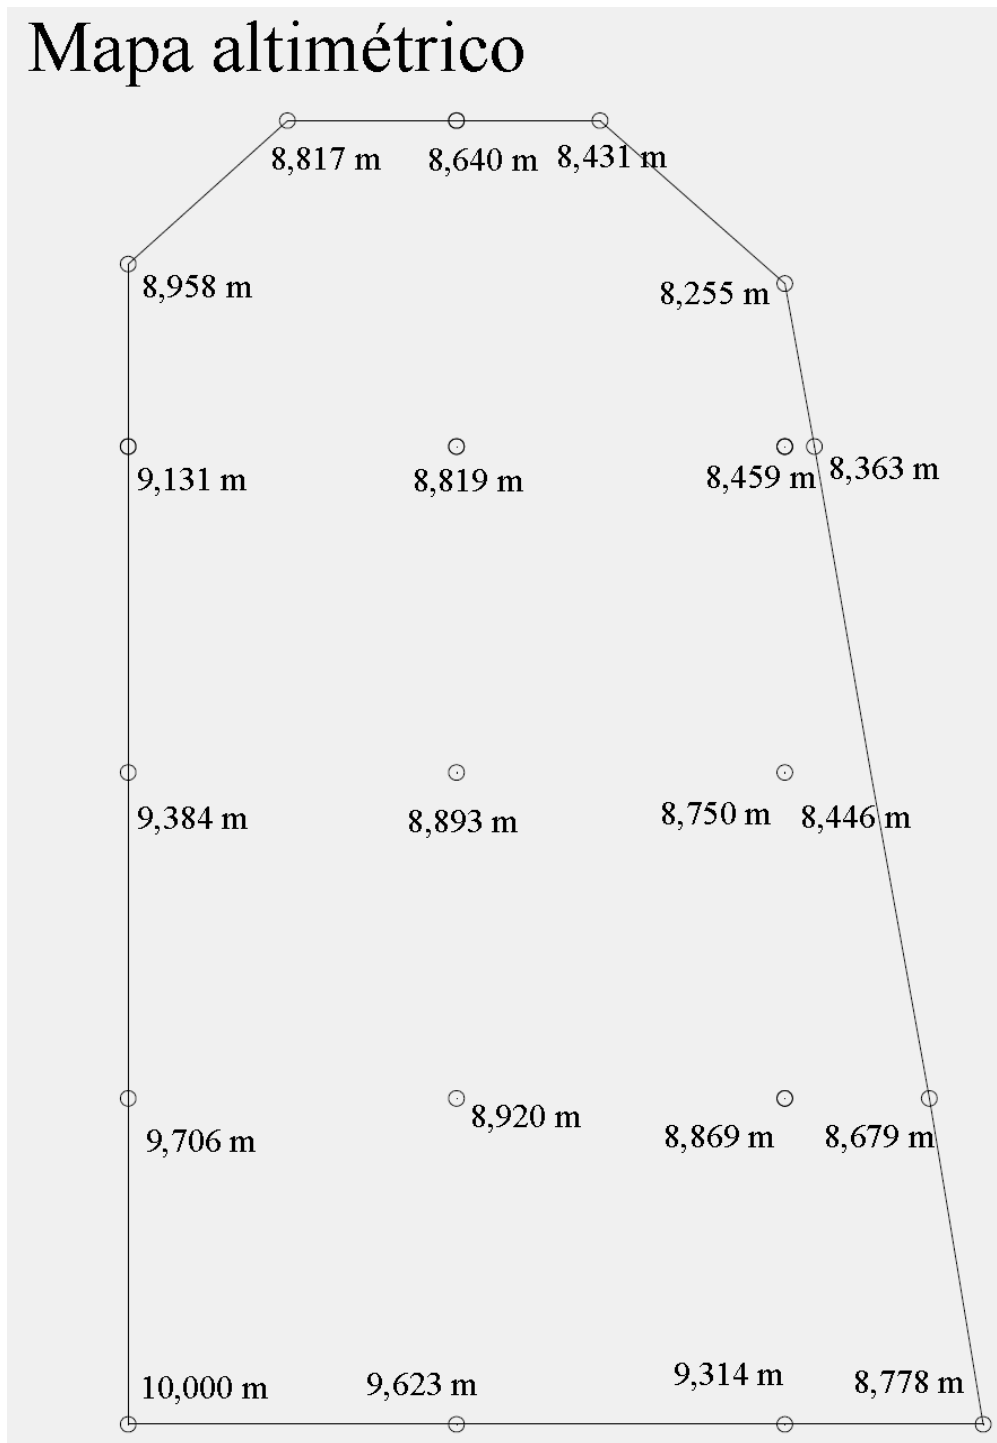 Mapa altimétrico
8,817 m 8,640 m 8,431 m
8,958 m 8,255 m
9,131 m 8,819 m 8,459 m 8,363 m
9,384 m 8,893 m 8,750 m 8,446 m
9,706 m 8,920 m 8,869 m 8,679 m
10,000 m 9,623 m 9,314 m 8,778 m